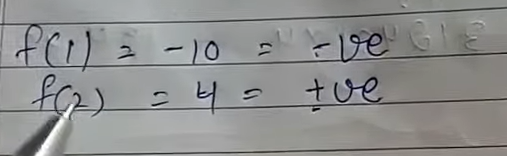 f(1) = -10 = -ve
f(2) = 4 = +ve